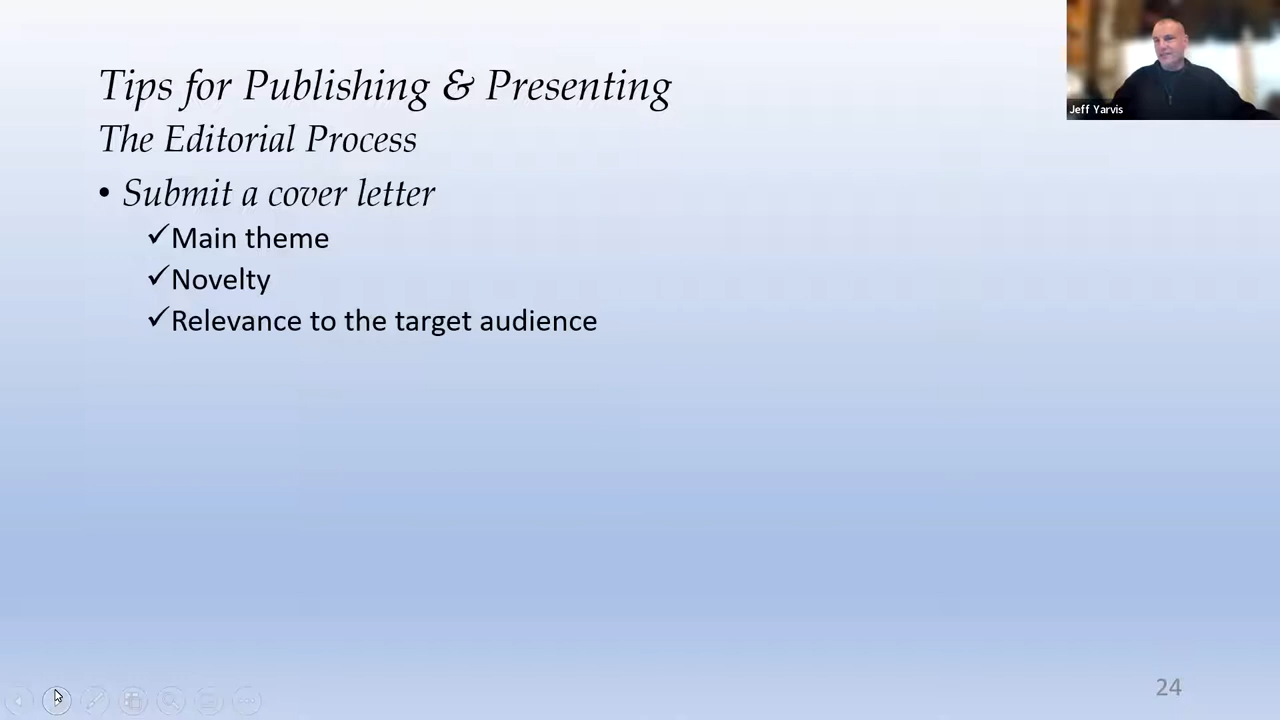 Tips for Publishing & Presenting
The Editorial Process
• Submit a cover letter
✓Main theme
✓Novelty
✓Relevance to the target audience
Jeff Yarvis
24